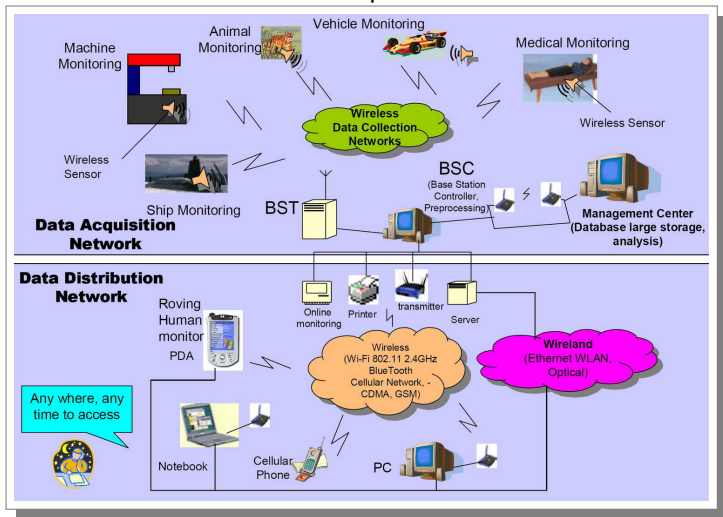 Animal
Monitoring
Vehicle Monitoring
Machine
Monitoring
Medical Monitoring
Wireless
Data Collection
Networks
Wireless Sensor
Wireless
Sensor
Ship Monitoring
BST
BSC
(Base Station
Controller,
Preprocessing)
Management Center
(Database large storage,
analysis)
Data Acquisition
Network
Data Distribution
Network
Roving
Human
monitor
PDA
Online
monitoring
Printer
transmitter
Server
Wireless
(Wi-Fi 802.11 2.4GHz
BlueTooth
Cellular Network, -
CDMA, GSM)
Wireland
(Ethernet WLAN,
Optical)
Any where, any
time to access
Notebook
Cellular
Phone
PC